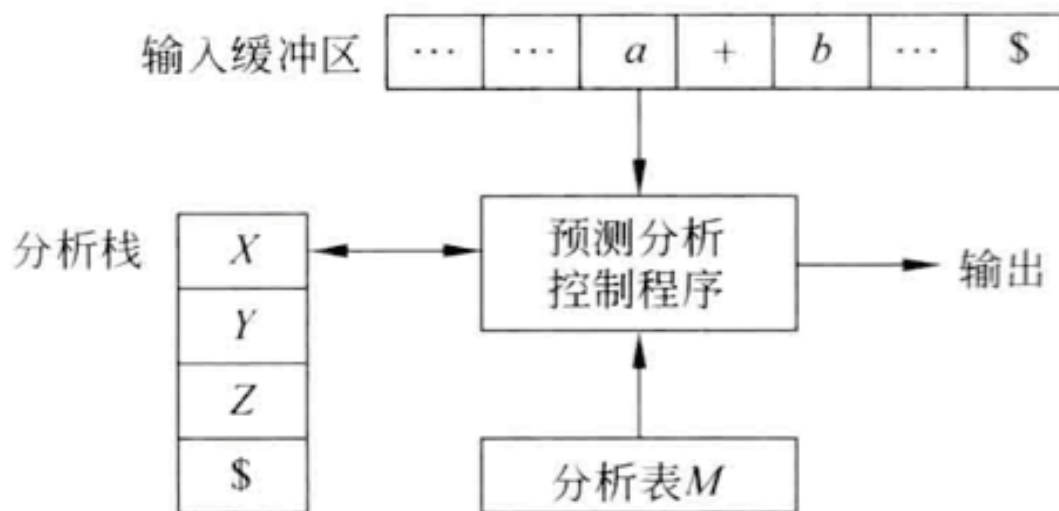 输入缓冲区 ... ... a + b ... $
分析栈
X
Y
Z
$
预测分析
控制程序
输出
分析表M